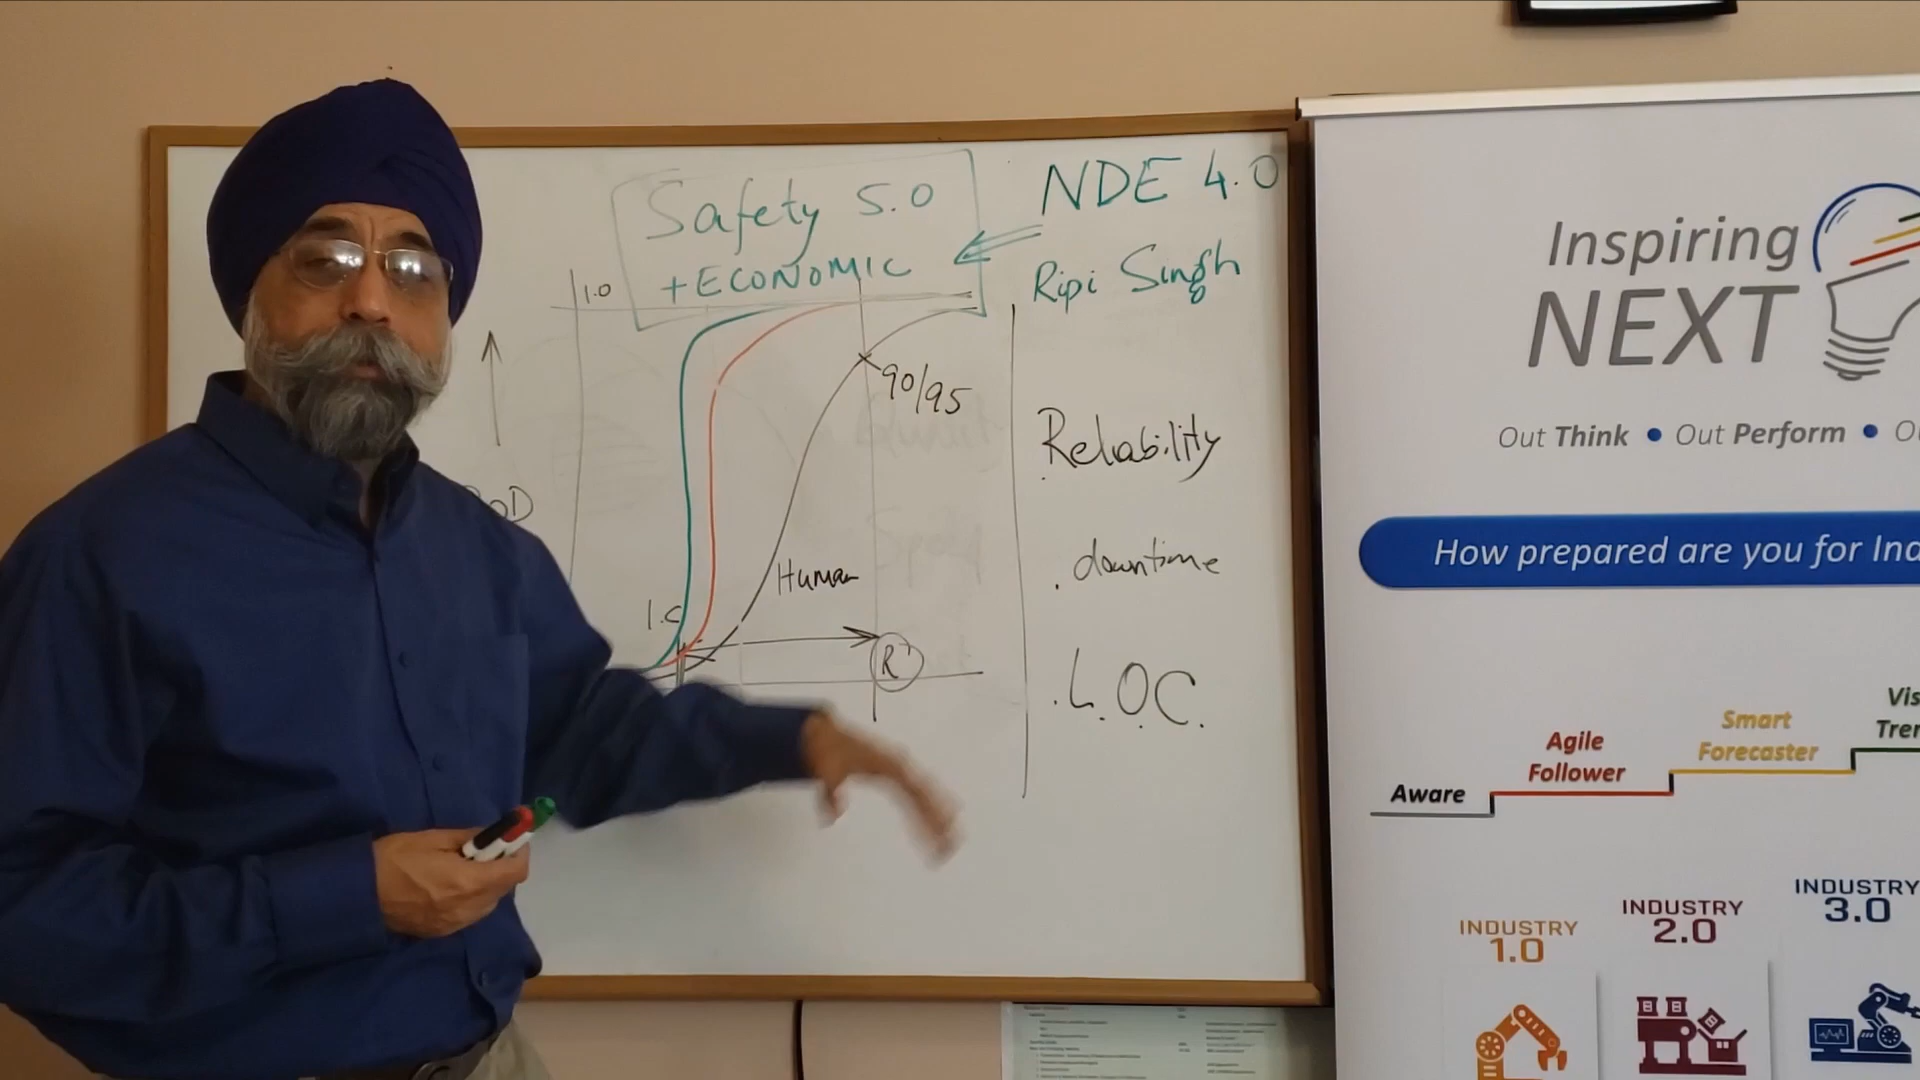 Safety 5.0
+ ECONOMIC
NDE 4.0
Ripi Singh
1.0
90/95
Human
R
Reliability
. downtime
. L.O.C.
Inspiring
NEXT
Out Think • Out Perform •
How prepared are you for
Aware
Agile
Follower
Smart
Forecaster
INDUSTRY
1.0
INDUSTRY
2.0
INDUSTRY
3.0